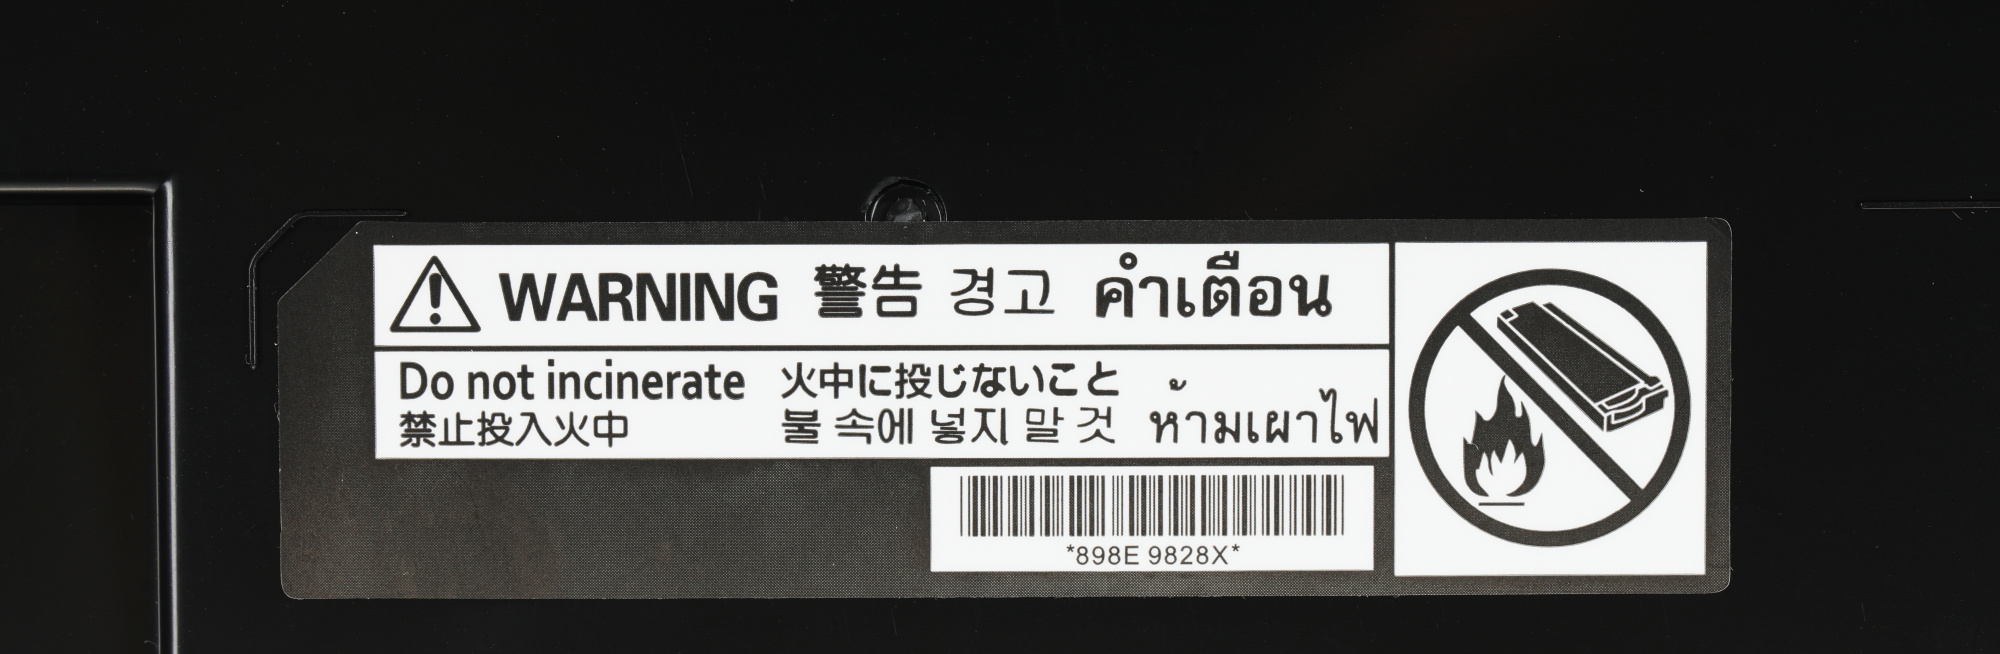 WARNING 警告 경고 คำเตือน
Do not incinerate 火中に投じないこと
禁止投入火中 불 속에 넣지 말 것 ห้ามเผาไฟ
*898E 9828X*